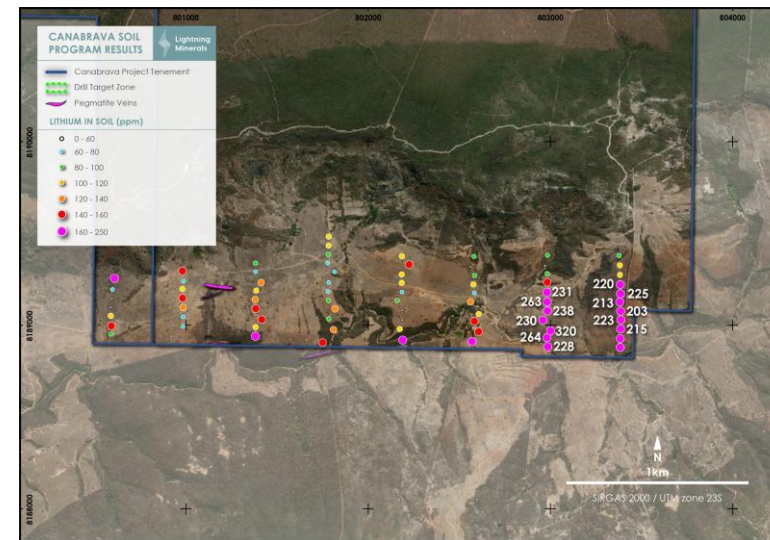 801000
802000
803000
804000
CANABRAVA SOIL
PROGRAM RESULTS
Lightning
Minerals
Canabrava Project Tenement
Drill Target Zone
Pegmatite Veins
LITHIUM IN SOIL (ppm)
0 - 60
60 - 80
80 - 100
100 - 120
120 - 140
140 - 160
160 - 250
8190000
8189000
8188000
231
263
238
230
320
264
228
220
225
213
203
223
215
N
1km
SIRGAS 2000 / UTM zone 23S